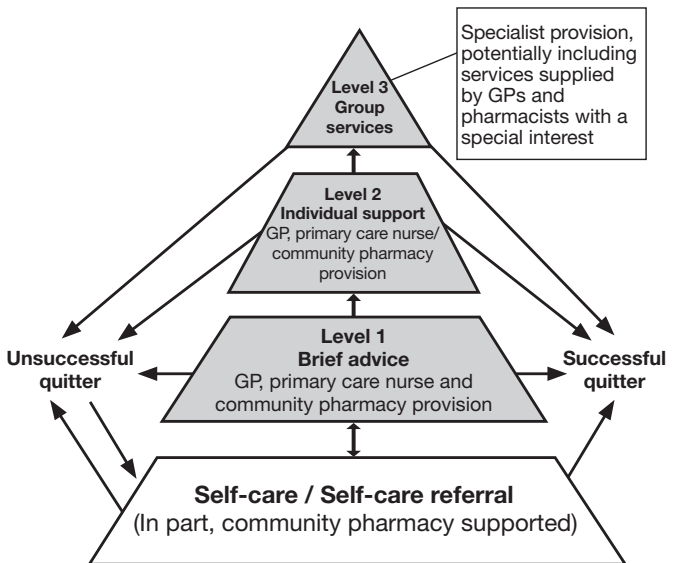 Specialist provision,
potentially including
services supplied
by GPs and
pharmacists with a
special interest
Level 3
Group
services
Level 2
Individual support
GP, primary care nurse/
community pharmacy
provision
Level 1
Brief advice
GP, primary care nurse and
community pharmacy provision
Unsuccessful
quitter
Successful
quitter
Self-care / Self-care referral
(In part, community pharmacy supported)